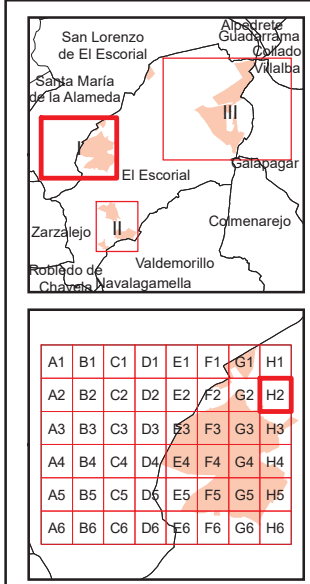 Alpedrete
San Lorenzo
de El Escorial
Guadarrama
Collado
Villalba
Santa María
de la Alameda
III
I
Galapagar
El Escorial
II
Colmenarejo
Zarzalejo
Valdemorillo
Robledo de
Chavela
Navalagamella
A1 B1 C1 D1 E1 F1 G1 H1
A2 B2 C2 D2 E2 F2 G2 H2
A3 B3 C3 D3 E3 F3 G3 H3
A4 B4 C4 D4 E4 F4 G4 H4
A5 B5 C5 D5 E5 F5 G5 H5
A6 B6 C6 D6 E6 F6 G6 H6